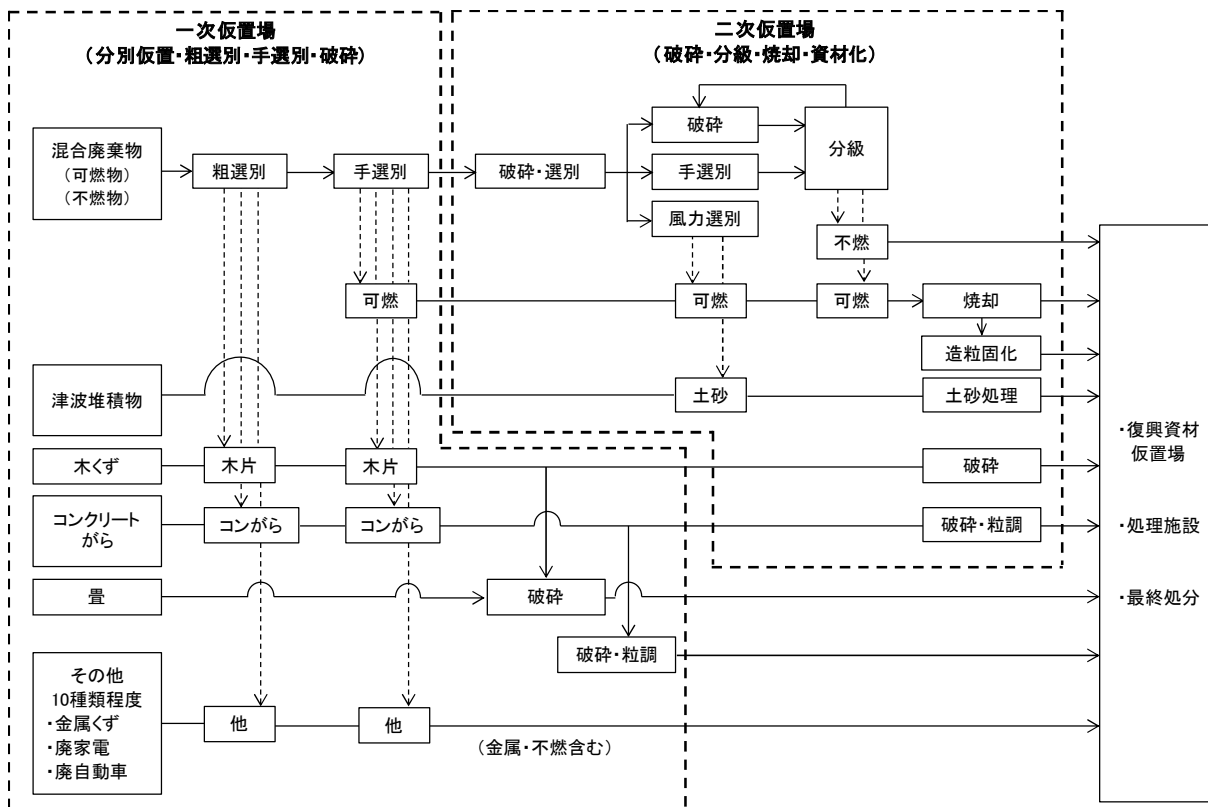 一次仮置場
（分別仮置・粗選別・手選別・破砕）
二次仮置場
（破砕・分級・焼却・資材化）
混合廃棄物
（可燃物）
（不燃物）
粗選別
手選別
破砕・選別
破砕
手選別
風力選別
分級
不燃
可燃
可燃
可燃
焼却
造粒固化
津波堆積物
土砂
土砂処理
木くず
木片
木片
破砕
コンクリート
がら
コンがら
コンがら
破砕・粒調
畳
破砕
破砕・粒調
その他
10種類程度
・金属くず
・廃家電
・廃自動車
他
他
（金属・不燃含む）
・復興資材
仮置場
・処理施設
・最終処分